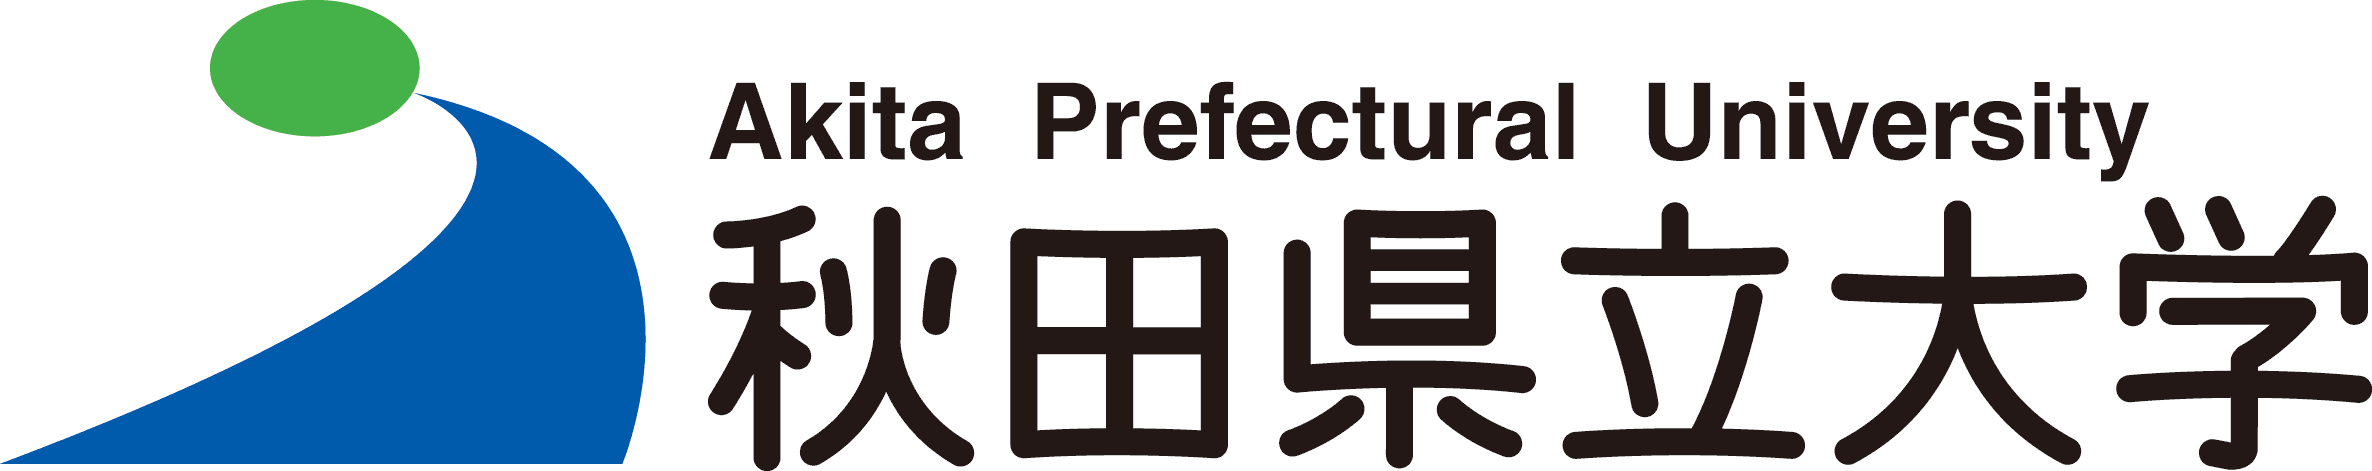 Akita Prefectural University
秋田県立大学